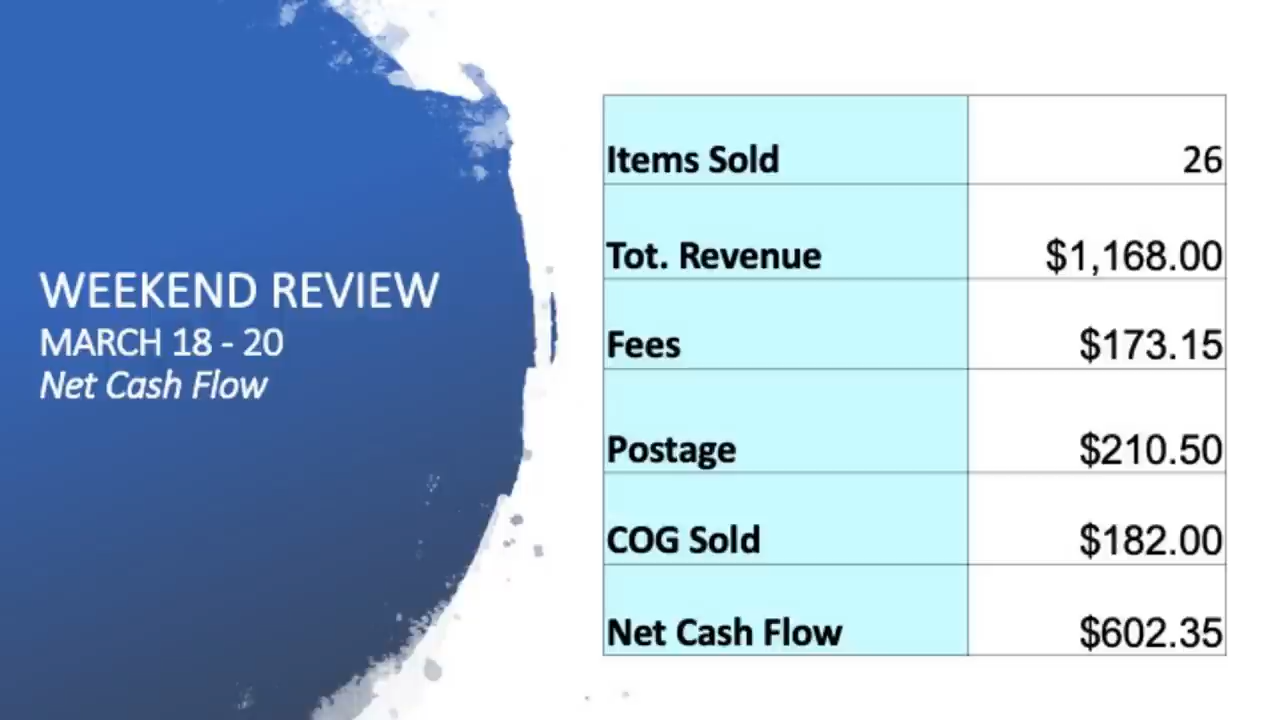 WEEKEND REVIEW
MARCH 18 - 20
Net Cash Flow
Items Sold 26
Tot. Revenue $1,168.00
Fees $173.15
Postage $210.50
COG Sold $182.00
Net Cash Flow $602.35